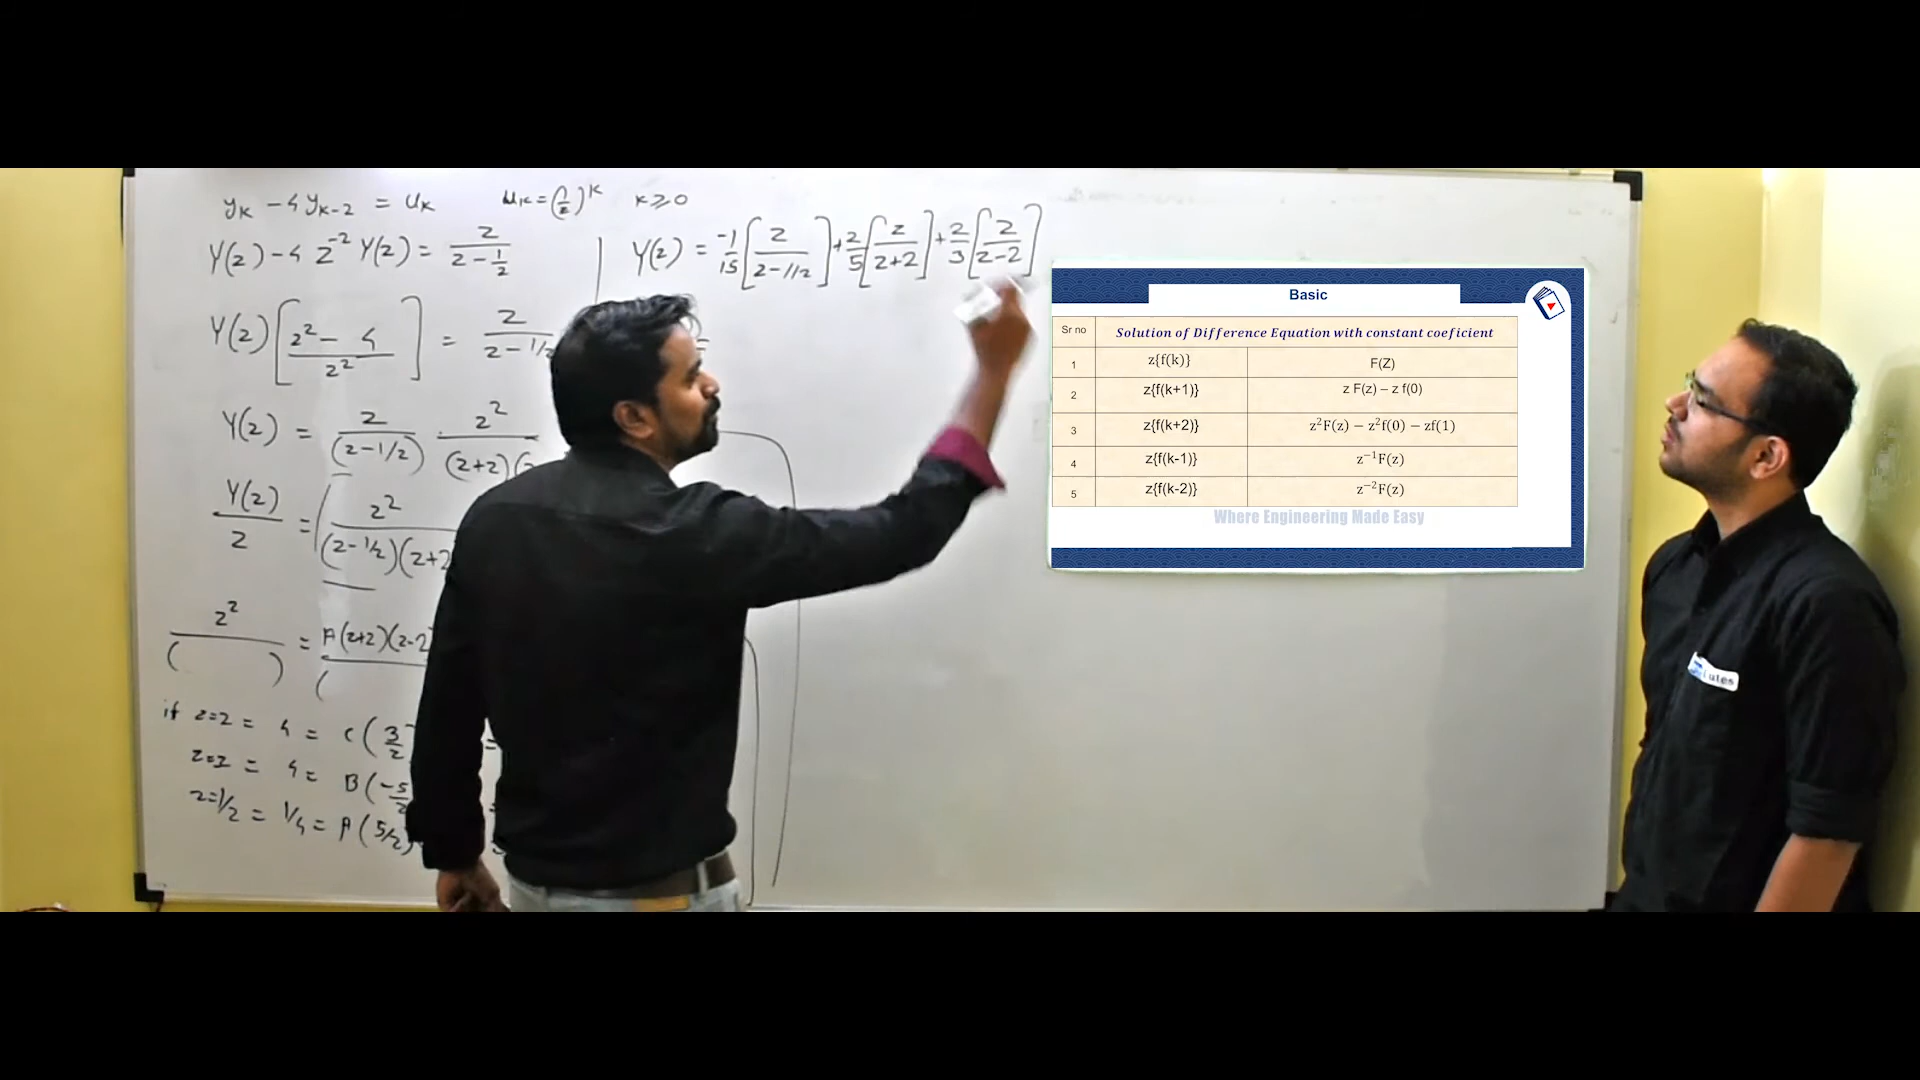 yₖ - 4yₖ₋₂ = uₖ uₖ = (1/2)ᵏ k ≥ 0
Y(z) - 4 z⁻² Y(z) = z/(z - 1/2)
Y(z) [(z² - 4)/z²] = z/(z - 1/2)
Y(z) = z/(z-1/2) z²/(z+2)(
Y(z)/z = z²/(z-1/2)(z+2
z²/( ) = A(z+2)(z-2)/(
if z=2 = 4 = C(3/2
z=2 = 4 = B(-5/2
z=1/2 = 1/4 = A(5/2)
Y(z) = -1/15 [z/(z-1/2)] + 2/5 [z/(z+2)] + 2/3 [z/(z-2)]
=
Basic
Sr no Solution of Difference Equation with constant coeficient
1 z{f(k)} F(Z)
2 z{f(k+1)} z F(z) – z f(0)
3 z{f(k+2)} z²F(z) − z²f(0) − zf(1)
4 z{f(k-1)} z⁻¹F(z)
5 z{f(k-2)} z⁻²F(z)
Where Engineering Made Easy